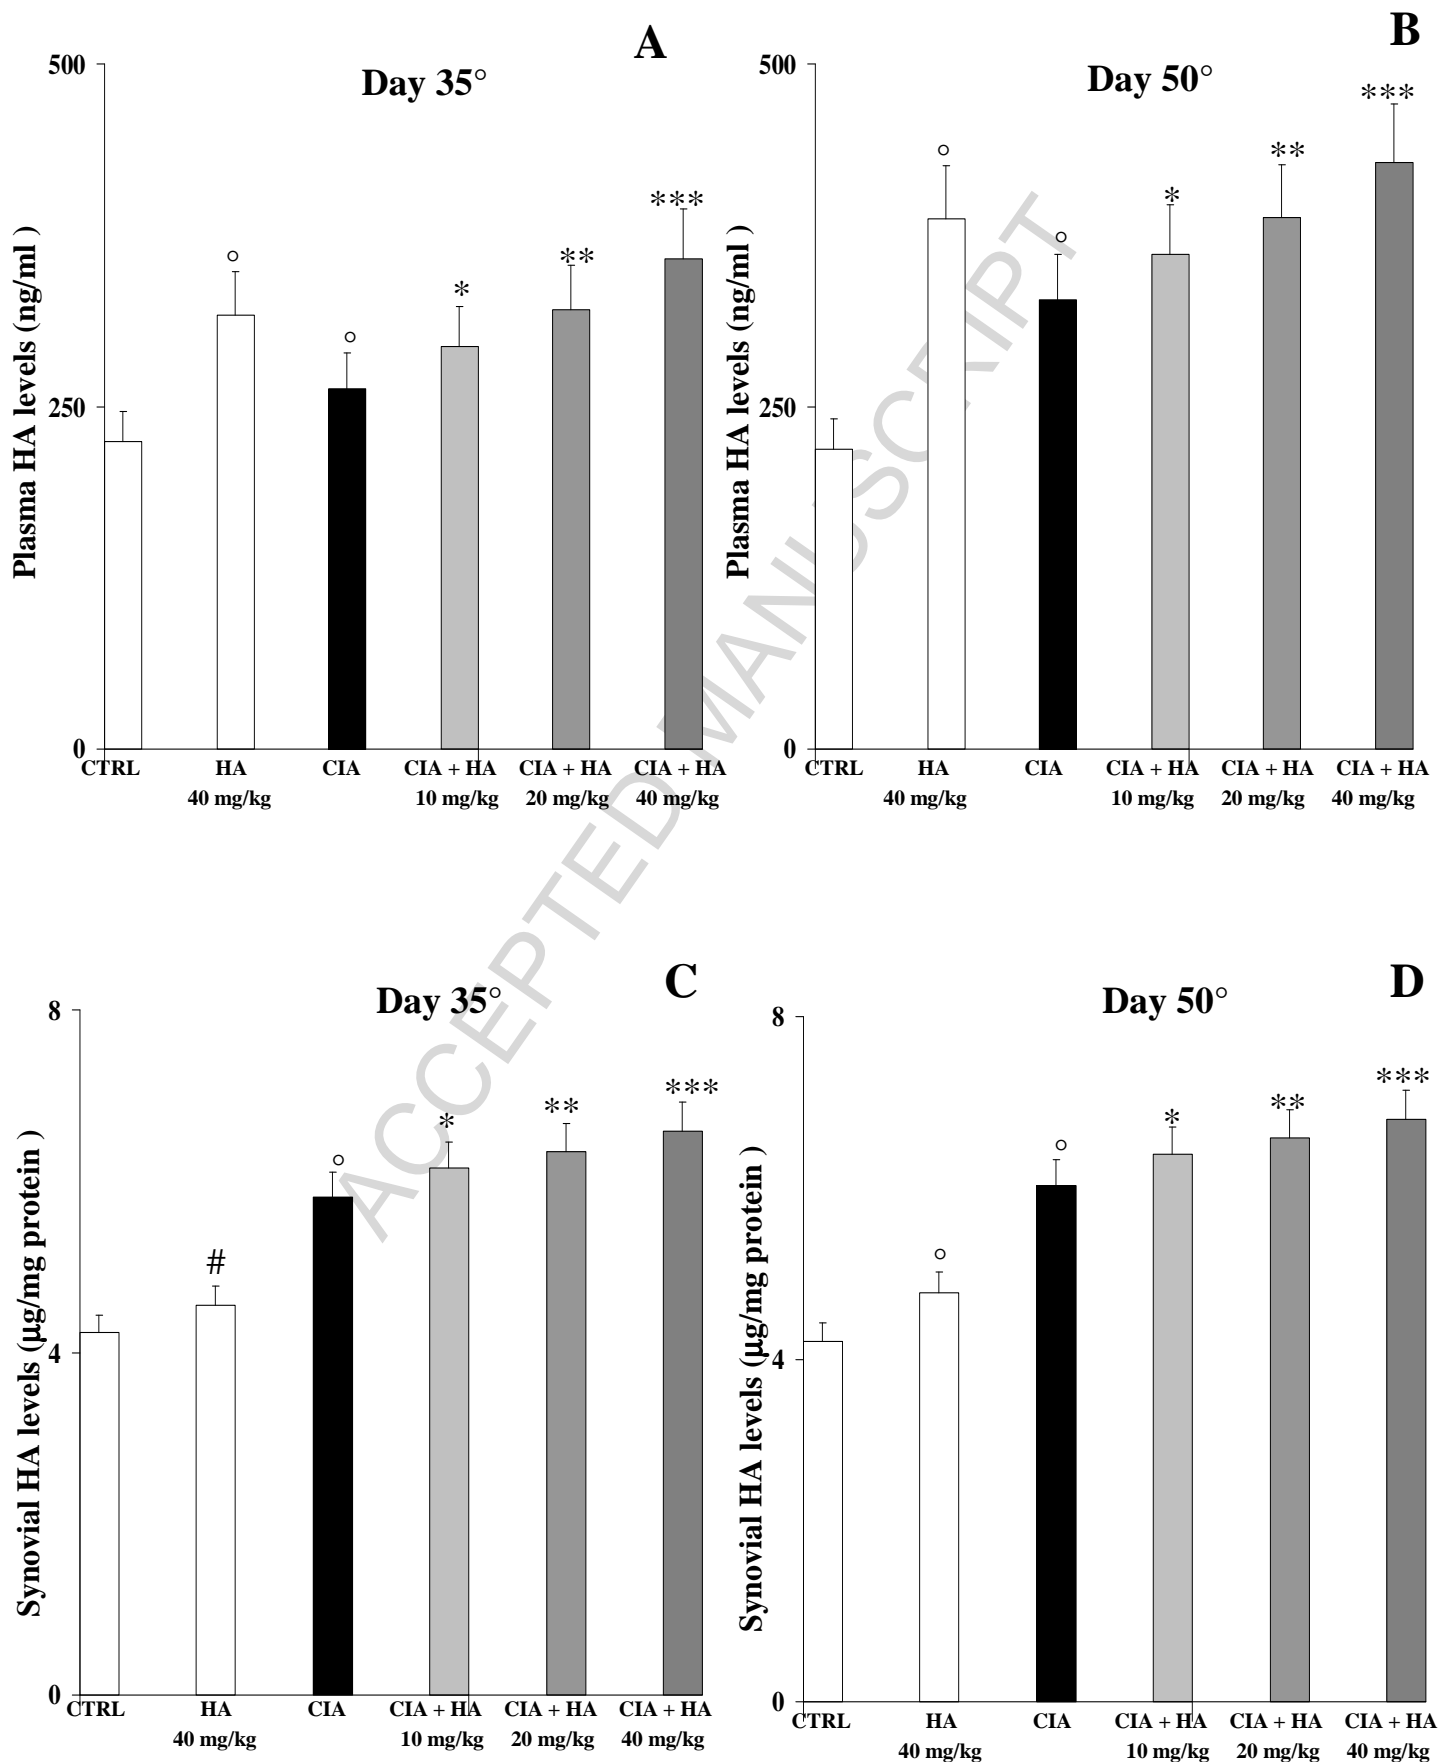 A
Day 35°
500
250
0
Plasma HA levels (ng/ml )
° ° * ** ***
CTRL HA CIA CIA + HA CIA + HA CIA + HA
40 mg/kg 10 mg/kg 20 mg/kg 40 mg/kg
B
Day 50°
500
250
0
Plasma HA levels (ng/ml )
° ° * ** ***
CTRL HA CIA CIA + HA CIA + HA CIA + HA
40 mg/kg 10 mg/kg 20 mg/kg 40 mg/kg
ACCEPTED MANUSCRIPT
C
Day 35°
8
4
0
Synovial HA levels (µg/mg protein )
# ° * ** ***
CTRL HA CIA CIA + HA CIA + HA CIA + HA
40 mg/kg 10 mg/kg 20 mg/kg 40 mg/kg
D
Day 50°
8
4
0
Synovial HA levels (µg/mg protein )
° ° * ** ***
CTRL HA CIA CIA + HA CIA + HA CIA + HA
40 mg/kg 10 mg/kg 20 mg/kg 40 mg/kg